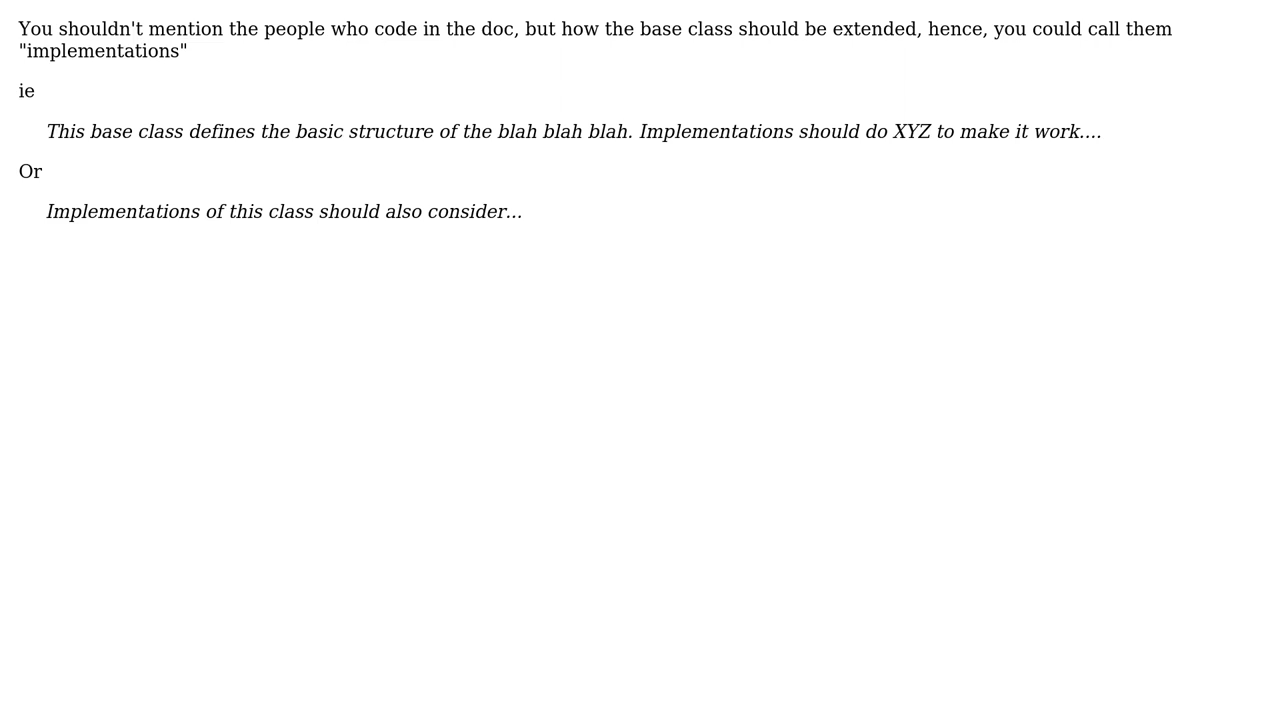 You shouldn't mention the people who code in the doc, but how the base class should be extended, hence, you could call them
"implementations"
ie
This base class defines the basic structure of the blah blah blah. Implementations should do XYZ to make it work....
Or
Implementations of this class should also consider...